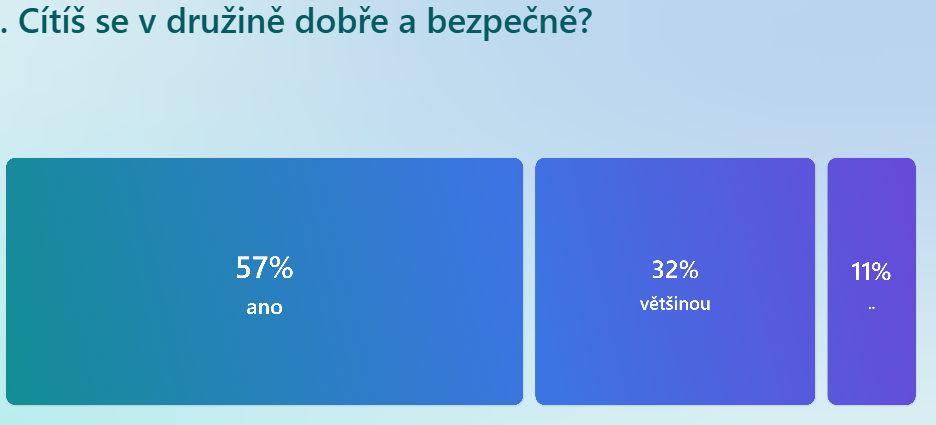 . Cítíš se v družině dobře a bezpečně?
57%
ano
32%
většinou
11%
..